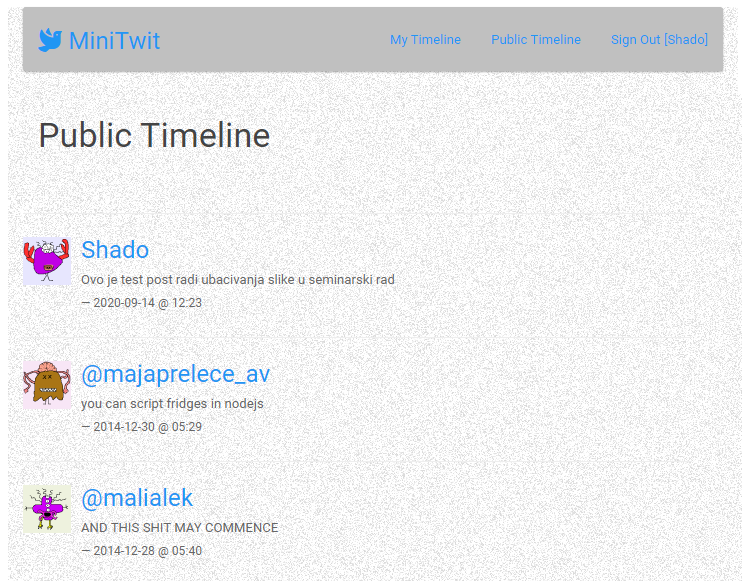 MiniTwit
My Timeline
Public Timeline
Sign Out [Shado]
Public Timeline
Shado
Ovo je test post radi ubacivanja slike u seminarski rad
— 2020-09-14 @ 12:23
@majaprelece_av
you can script fridges in nodejs
— 2014-12-30 @ 05:29
@malialek
AND THIS SHIT MAY COMMENCE
— 2014-12-28 @ 05:40